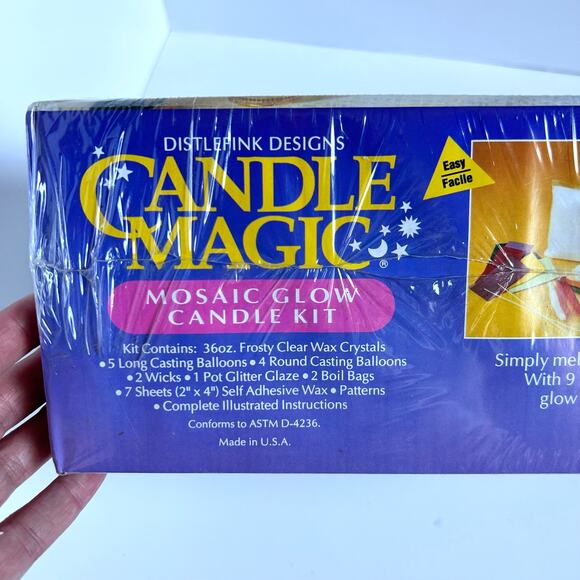 DISTLEFINK DESIGNS
CANDLE
MAGIC®
MOSAIC GLOW
CANDLE KIT
Easy
Facile
Kit Contains: 36oz. Frosty Clear Wax Crystals
• 5 Long Casting Balloons • 4 Round Casting Balloons
• 2 Wicks • 1 Pot Glitter Glaze • 2 Boil Bags
• 7 Sheets (2" x 4") Self Adhesive Wax • Patterns
• Complete Illustrated Instructions
Conforms to ASTM D-4236.
Made in U.S.A.
Simply mel
With 9
glow